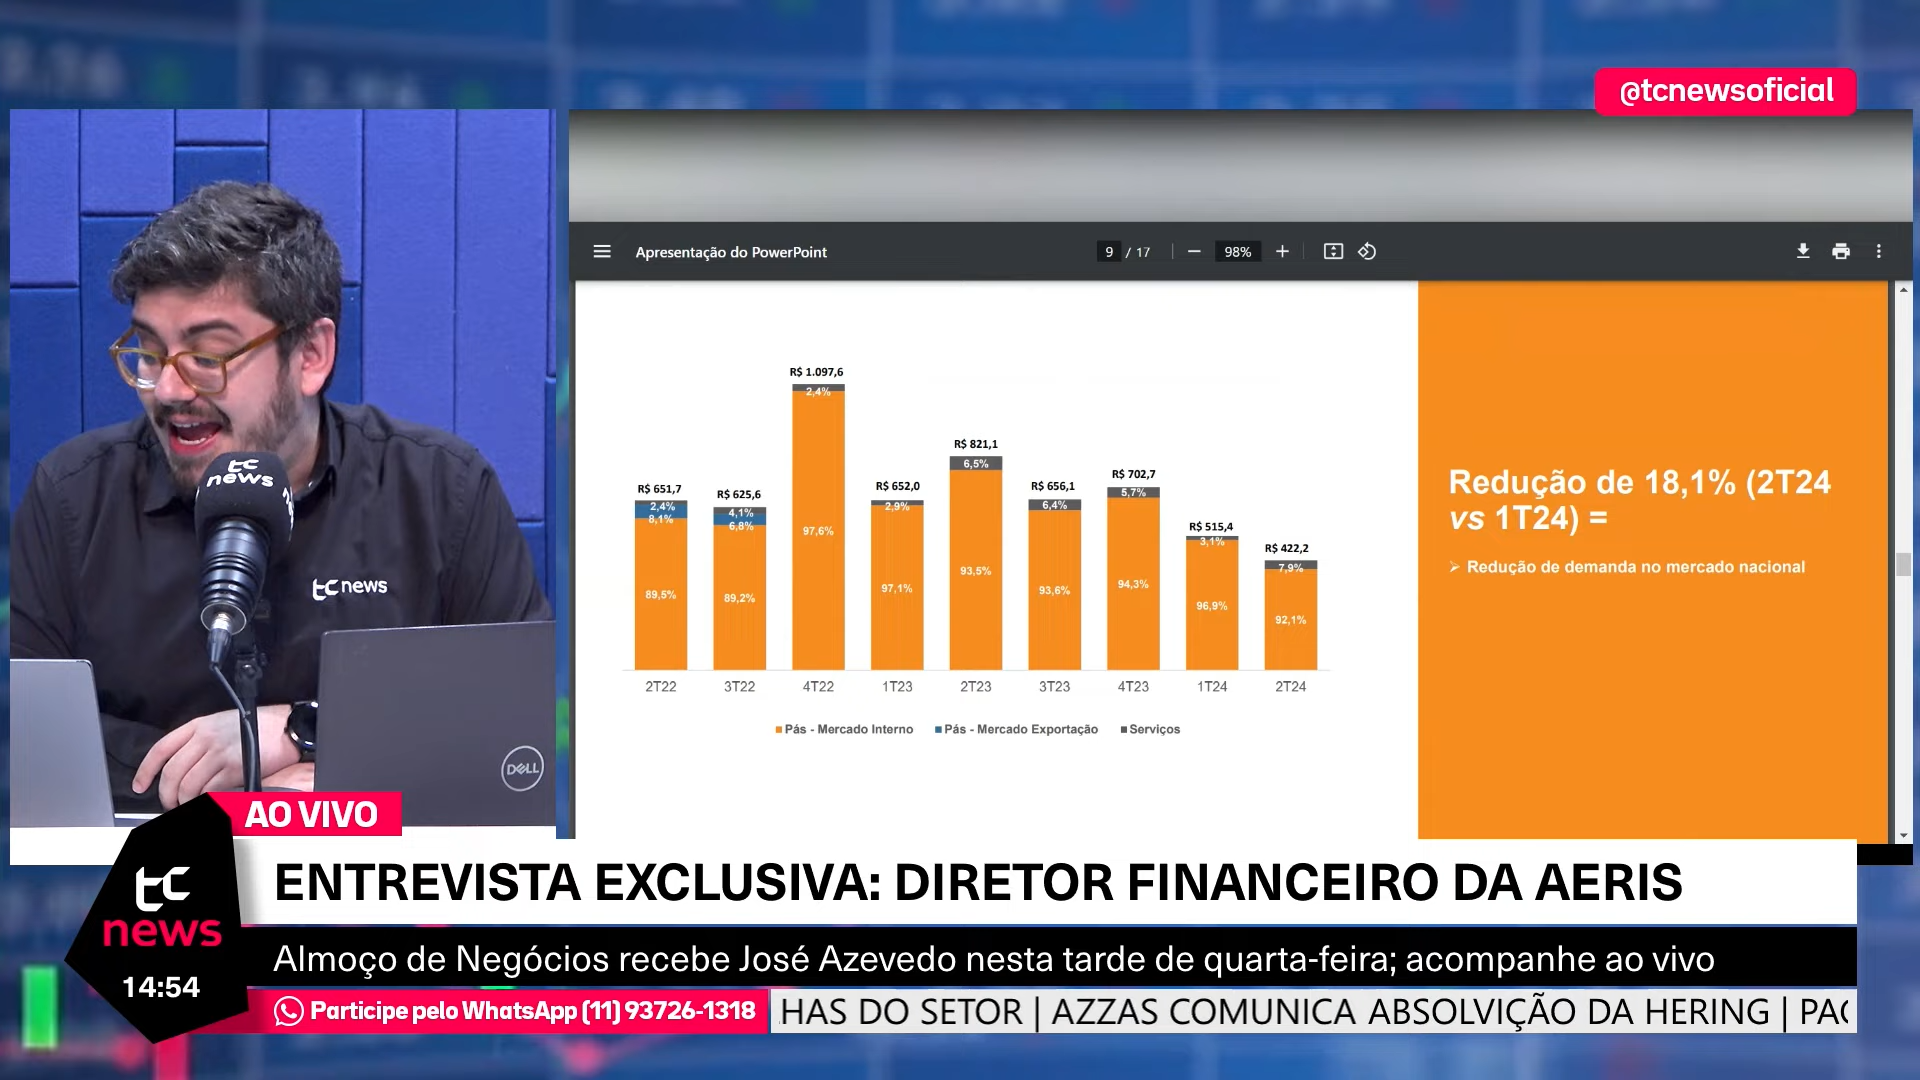 @tcnewsoficial
Apresentação do PowerPoint
9 / 17
98%
R$ 651,7
2,4%
8,1%
89,5%
2T22
R$ 625,6
4,1%
6,8%
89,2%
3T22
R$ 1.097,6
2,4%
97,6%
4T22
R$ 652,0
2,9%
97,1%
1T23
R$ 821,1
6,5%
93,5%
2T23
R$ 656,1
6,4%
93,6%
3T23
R$ 702,7
5,7%
94,3%
4T23
R$ 515,4
3,1%
96,9%
1T24
R$ 422,2
7,9%
92,1%
2T24
Pás - Mercado Interno
Pás - Mercado Exportação
Serviços
Redução de 18,1% (2T24
vs 1T24) =
Redução de demanda no mercado nacional
tc
news
tc news
DELL
AO VIVO
ENTREVISTA EXCLUSIVA: DIRETOR FINANCEIRO DA AERIS
Almoço de Negócios recebe José Azevedo nesta tarde de quarta-feira; acompanhe ao vivo
tc
news
14:54
Participe pelo WhatsApp (11) 93726-1318
HAS DO SETOR | AZZAS COMUNICA ABSOLVIÇÃO DA HERING | PA